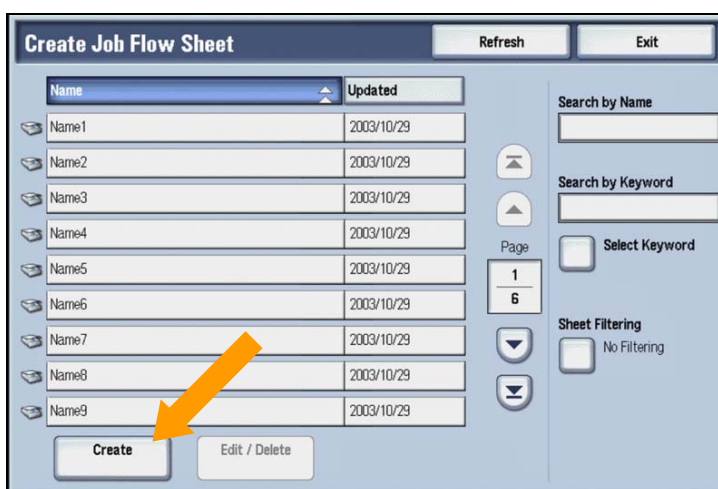 Create Job Flow Sheet Refresh Exit
Name Updated
Search by Name
Name1 2003/10/29
Name2 2003/10/29
Search by Keyword
Name3 2003/10/29
Name4 2003/10/29
Page Select Keyword
Name5 2003/10/29
1
Name6 2003/10/29
6
Sheet Filtering
Name7 2003/10/29
No Filtering
Name8 2003/10/29
Name9 2003/10/29
Create Edit / Delete